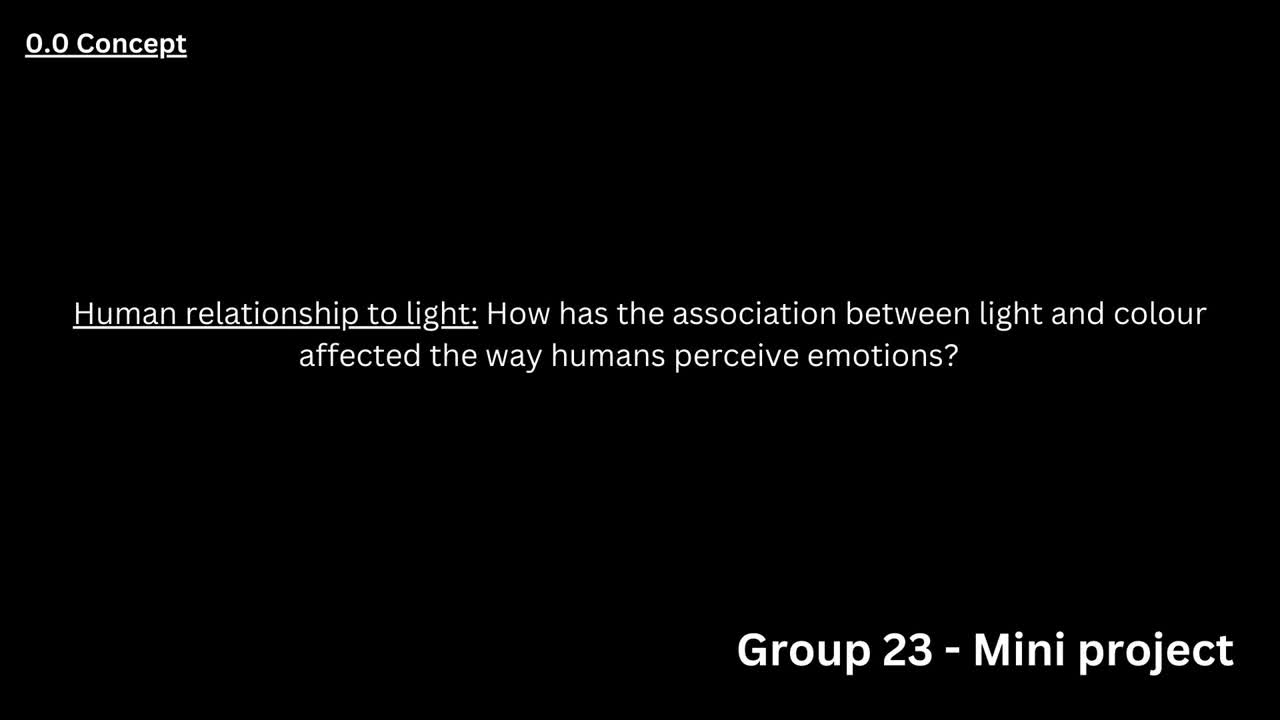 0.0 Concept
Human relationship to light: How has the association between light and colour
affected the way humans perceive emotions?
Group 23 - Mini project